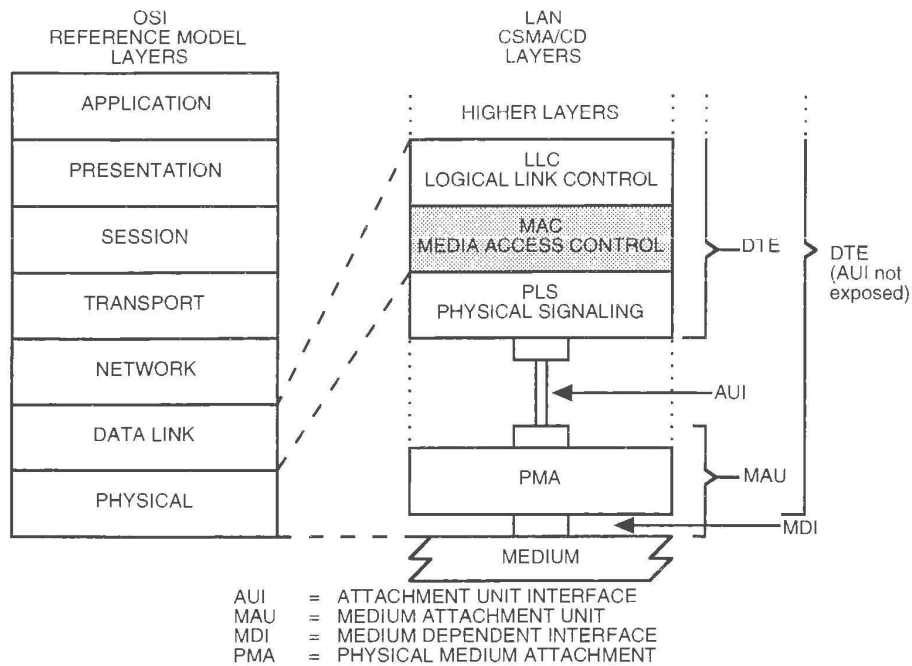 OSI
REFERENCE MODEL
LAYERS
APPLICATION
PRESENTATION
SESSION
TRANSPORT
NETWORK
DATA LINK
PHYSICAL
LAN
CSMA/CD
LAYERS
HIGHER LAYERS
LLC
LOGICAL LINK CONTROL
MAC
MEDIA ACCESS CONTROL
PLS
PHYSICAL SIGNALING
DTE
DTE
(AUI not
exposed)
AUI
PMA
MAU
MDI
MEDIUM
AUI = ATTACHMENT UNIT INTERFACE
MAU = MEDIUM ATTACHMENT UNIT
MDI = MEDIUM DEPENDENT INTERFACE
PMA = PHYSICAL MEDIUM ATTACHMENT